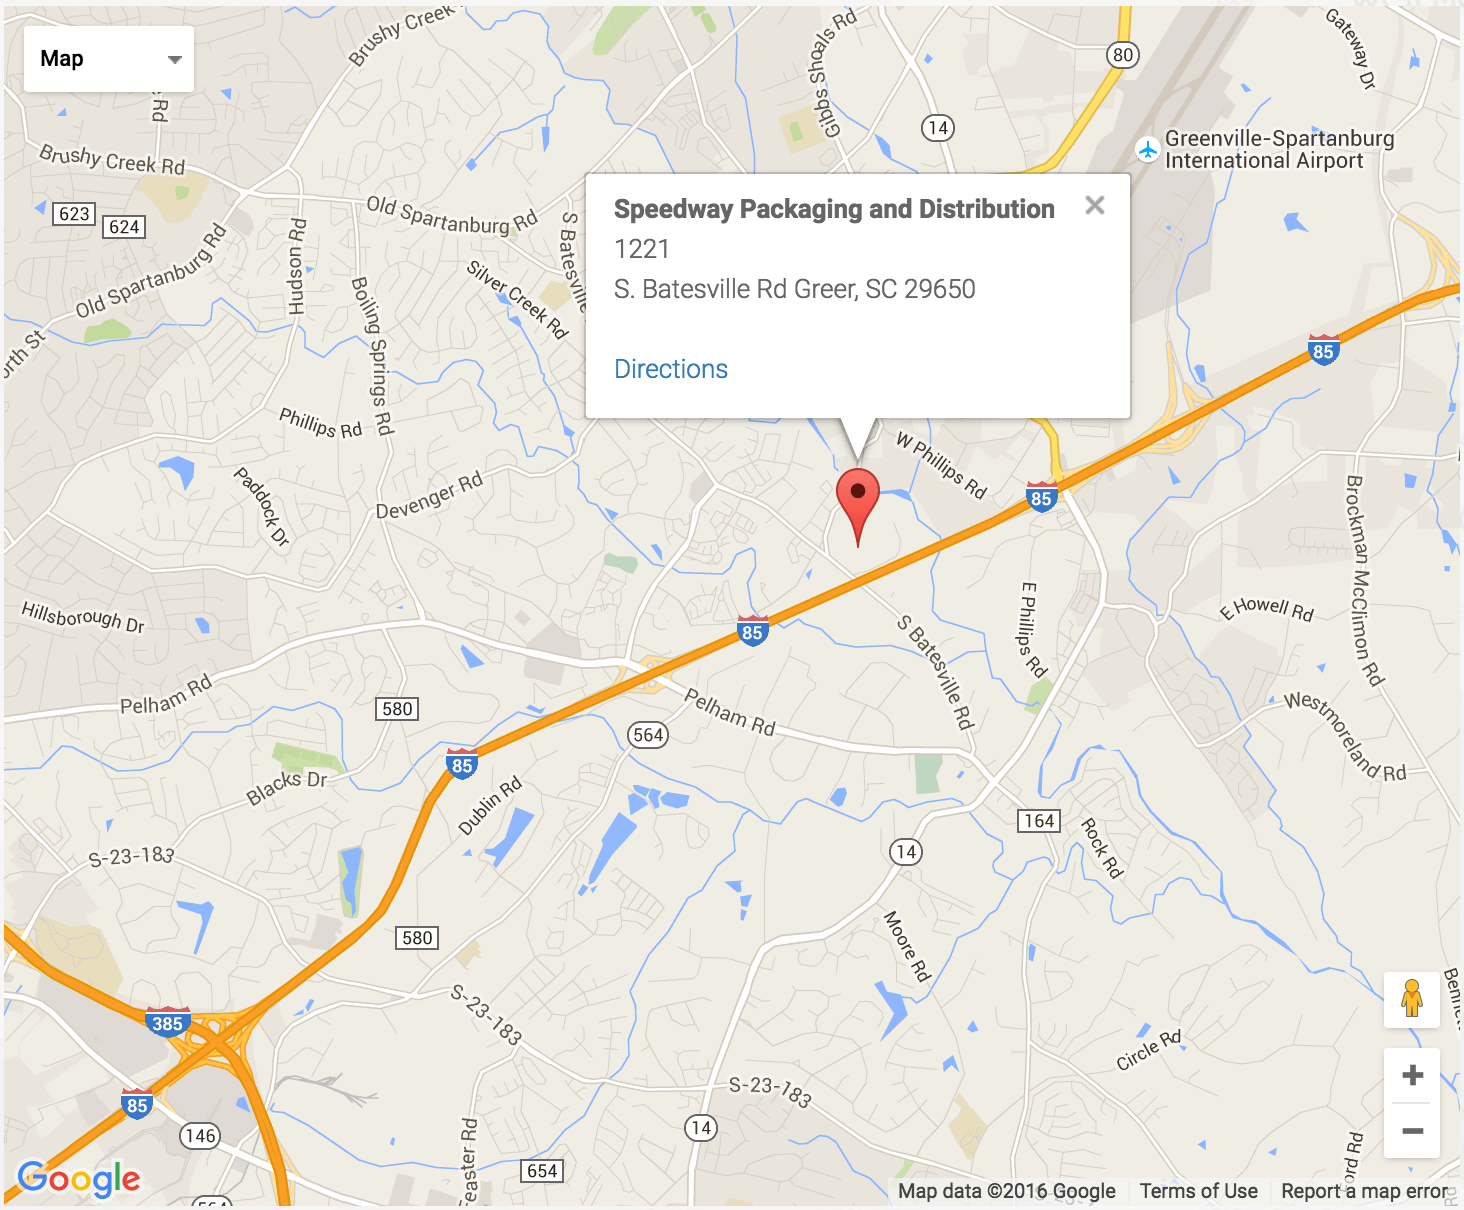 Map
Brushy Creek
Rd
Brushy Creek Rd
623
624
Old Spartanburg Rd
Old Spartanburg Rd
Hudson Rd
Boiling Springs Rd
S Batesville
Silver Creek Rd
Gibbs Shoals Rd
14
80
Gateway Dr
Greenville-Spartanburg
International Airport
Speedway Packaging and Distribution
1221
S. Batesville Rd Greer, SC 29650
Directions
85
orth St
Phillips Rd
Paddock Dr
Devenger Rd
W Phillips Rd
85
Brockman McClimon Rd
Hillsborough Dr
85
E Phillips Rd
E Howell Rd
S Batesville Rd
Pelham Rd
580
Pelham Rd
564
Westmoreland Rd
85
Blacks Dr
Dublin Rd
164
Rock Rd
14
S-23-183
580
Moore Rd
S-23-183
385
Circle Rd
Benne
85
146
S-23-183
14
Feaster Rd
654
Ford Rd
Google
Map data ©2016 Google
Terms of Use
Report a map error